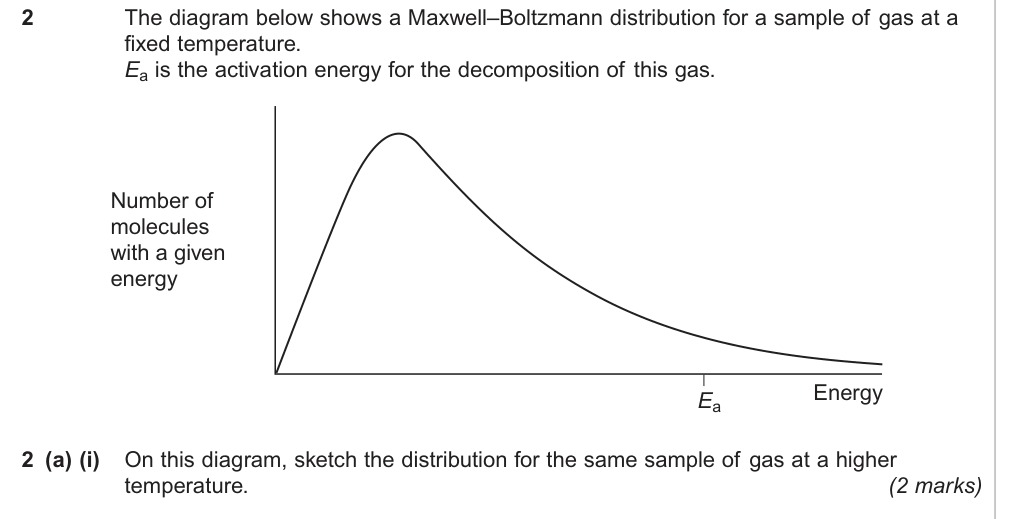 2 The diagram below shows a Maxwell–Boltzmann distribution for a sample of gas at a
fixed temperature.
Ea is the activation energy for the decomposition of this gas.
Number of
molecules
with a given
energy
Ea
Energy
2 (a) (i) On this diagram, sketch the distribution for the same sample of gas at a higher
temperature. (2 marks)